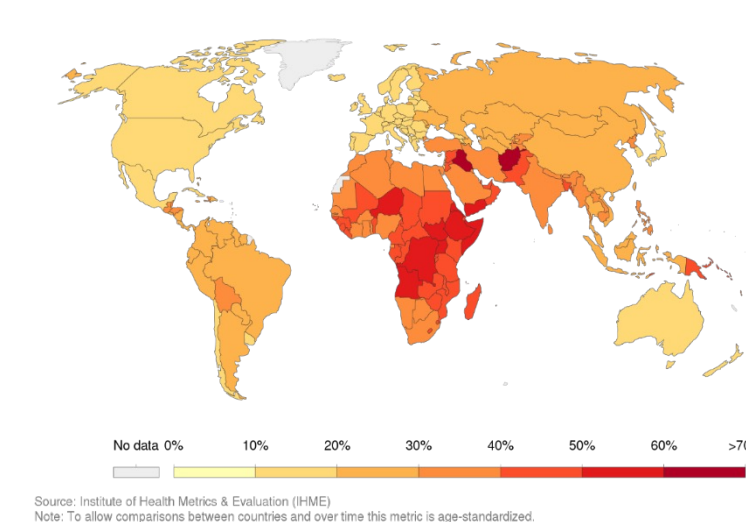 No data 0% 10% 20% 30% 40% 50% 60% >70
Source: Institute of Health Metrics & Evaluation (IHME)
Note: To allow comparisons between countries and over time this metric is age-standardized.